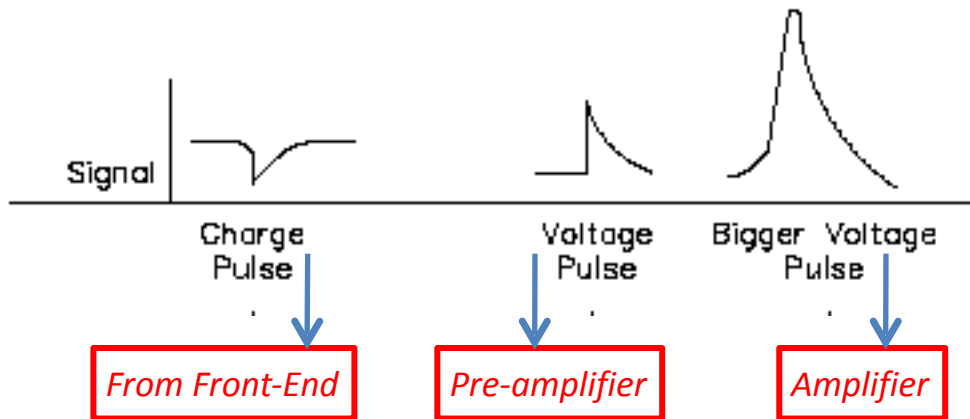 Signal
Charge Pulse
Voltage Pulse
Bigger Voltage Pulse
From Front-End
Pre-amplifier
Amplifier